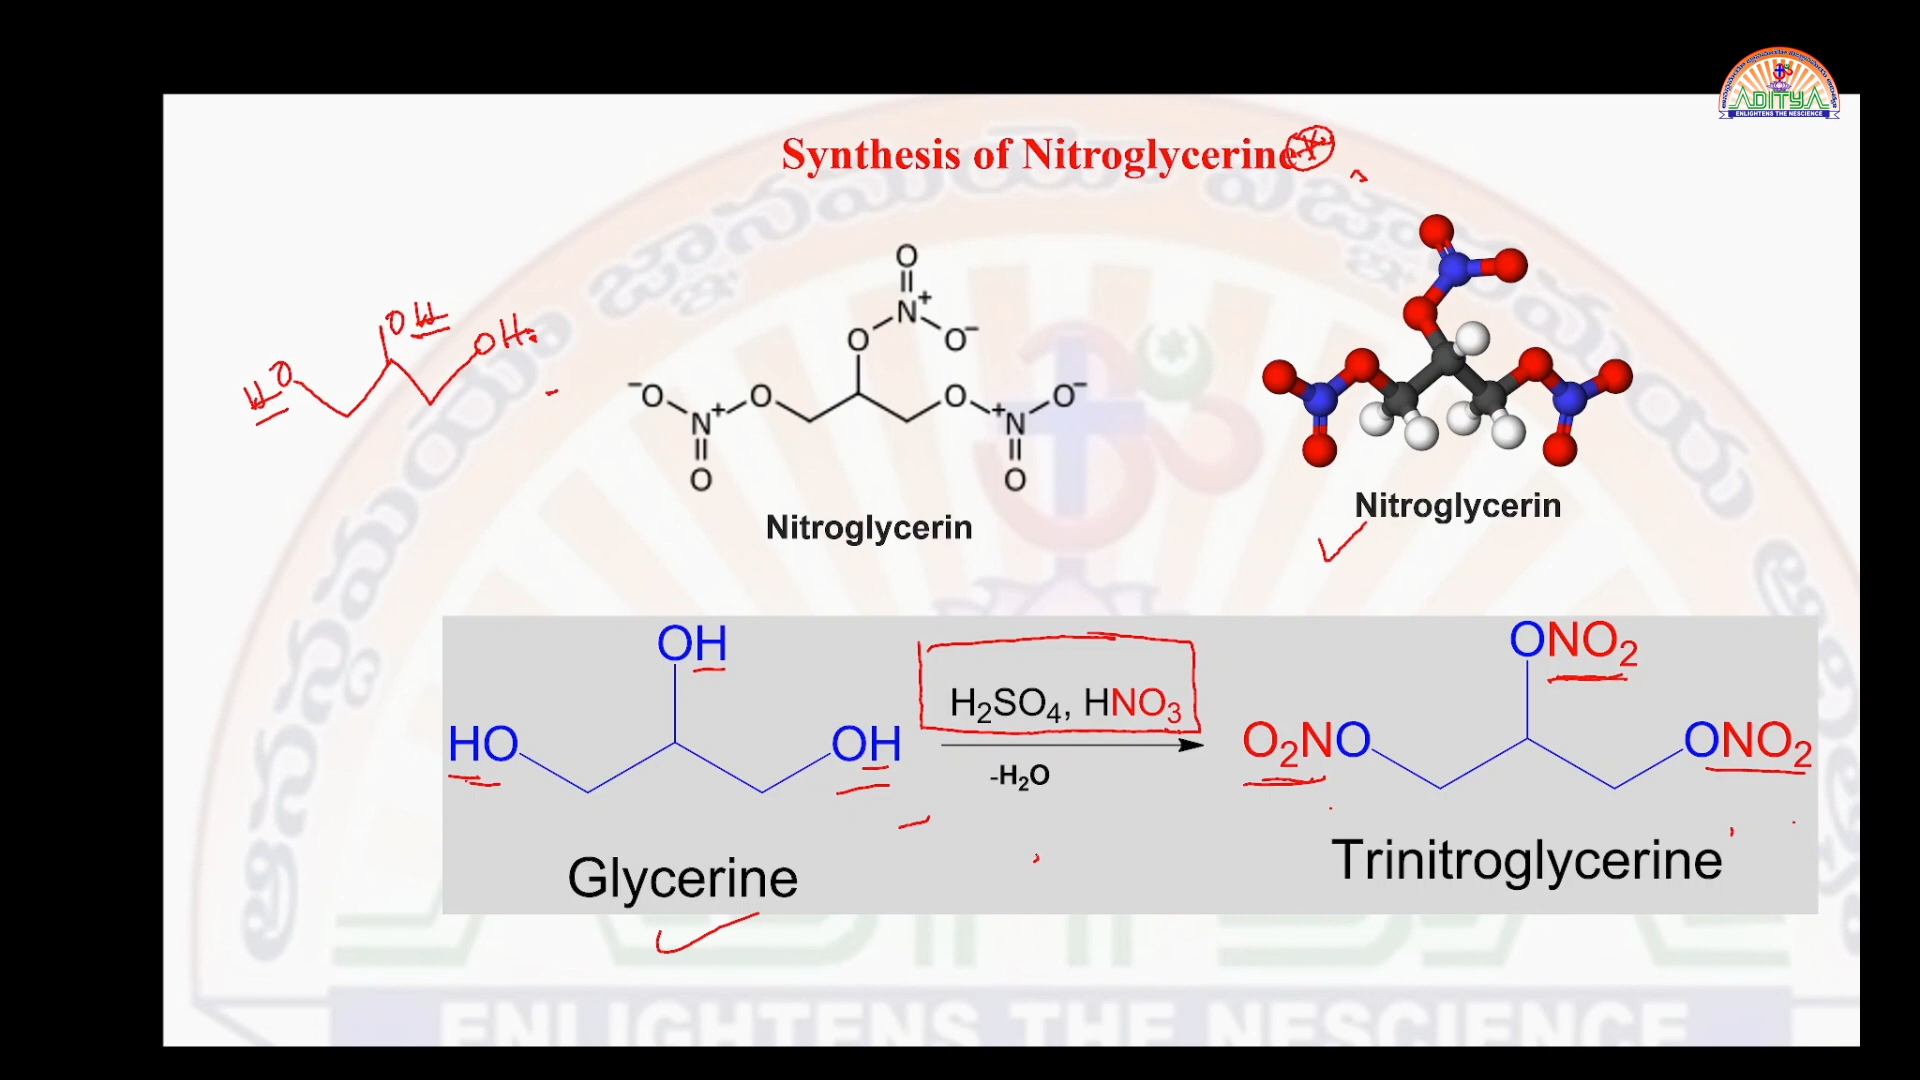 ADITYA
ENLIGHTENS THE NESCIENCE
Synthesis of Nitroglycerine
OH
HO
OH
O
N+
O
O−
−O
O
O
O−
N+
+N
O
O
Nitroglycerin
Nitroglycerin
OH
HO
OH
H₂SO₄, HNO₃
-H₂O
ONO₂
O₂NO
ONO₂
Glycerine
Trinitroglycerine
ENLIGHTENS THE NESCIENCE